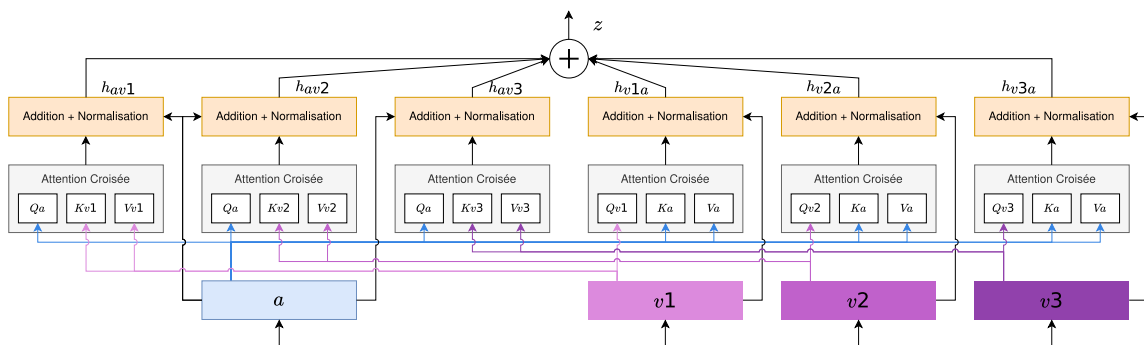 z
h_av1 h_av2 h_av3 h_v1a h_v2a h_v3a
Addition + Normalisation Addition + Normalisation Addition + Normalisation Addition + Normalisation Addition + Normalisation Addition + Normalisation
Attention Croisée Attention Croisée Attention Croisée Attention Croisée Attention Croisée Attention Croisée
Qa Kv1 Vv1 Qa Kv2 Vv2 Qa Kv3 Vv3 Qv1 Ka Va Qv2 Ka Va Qv3 Ka Va
a v1 v2 v3